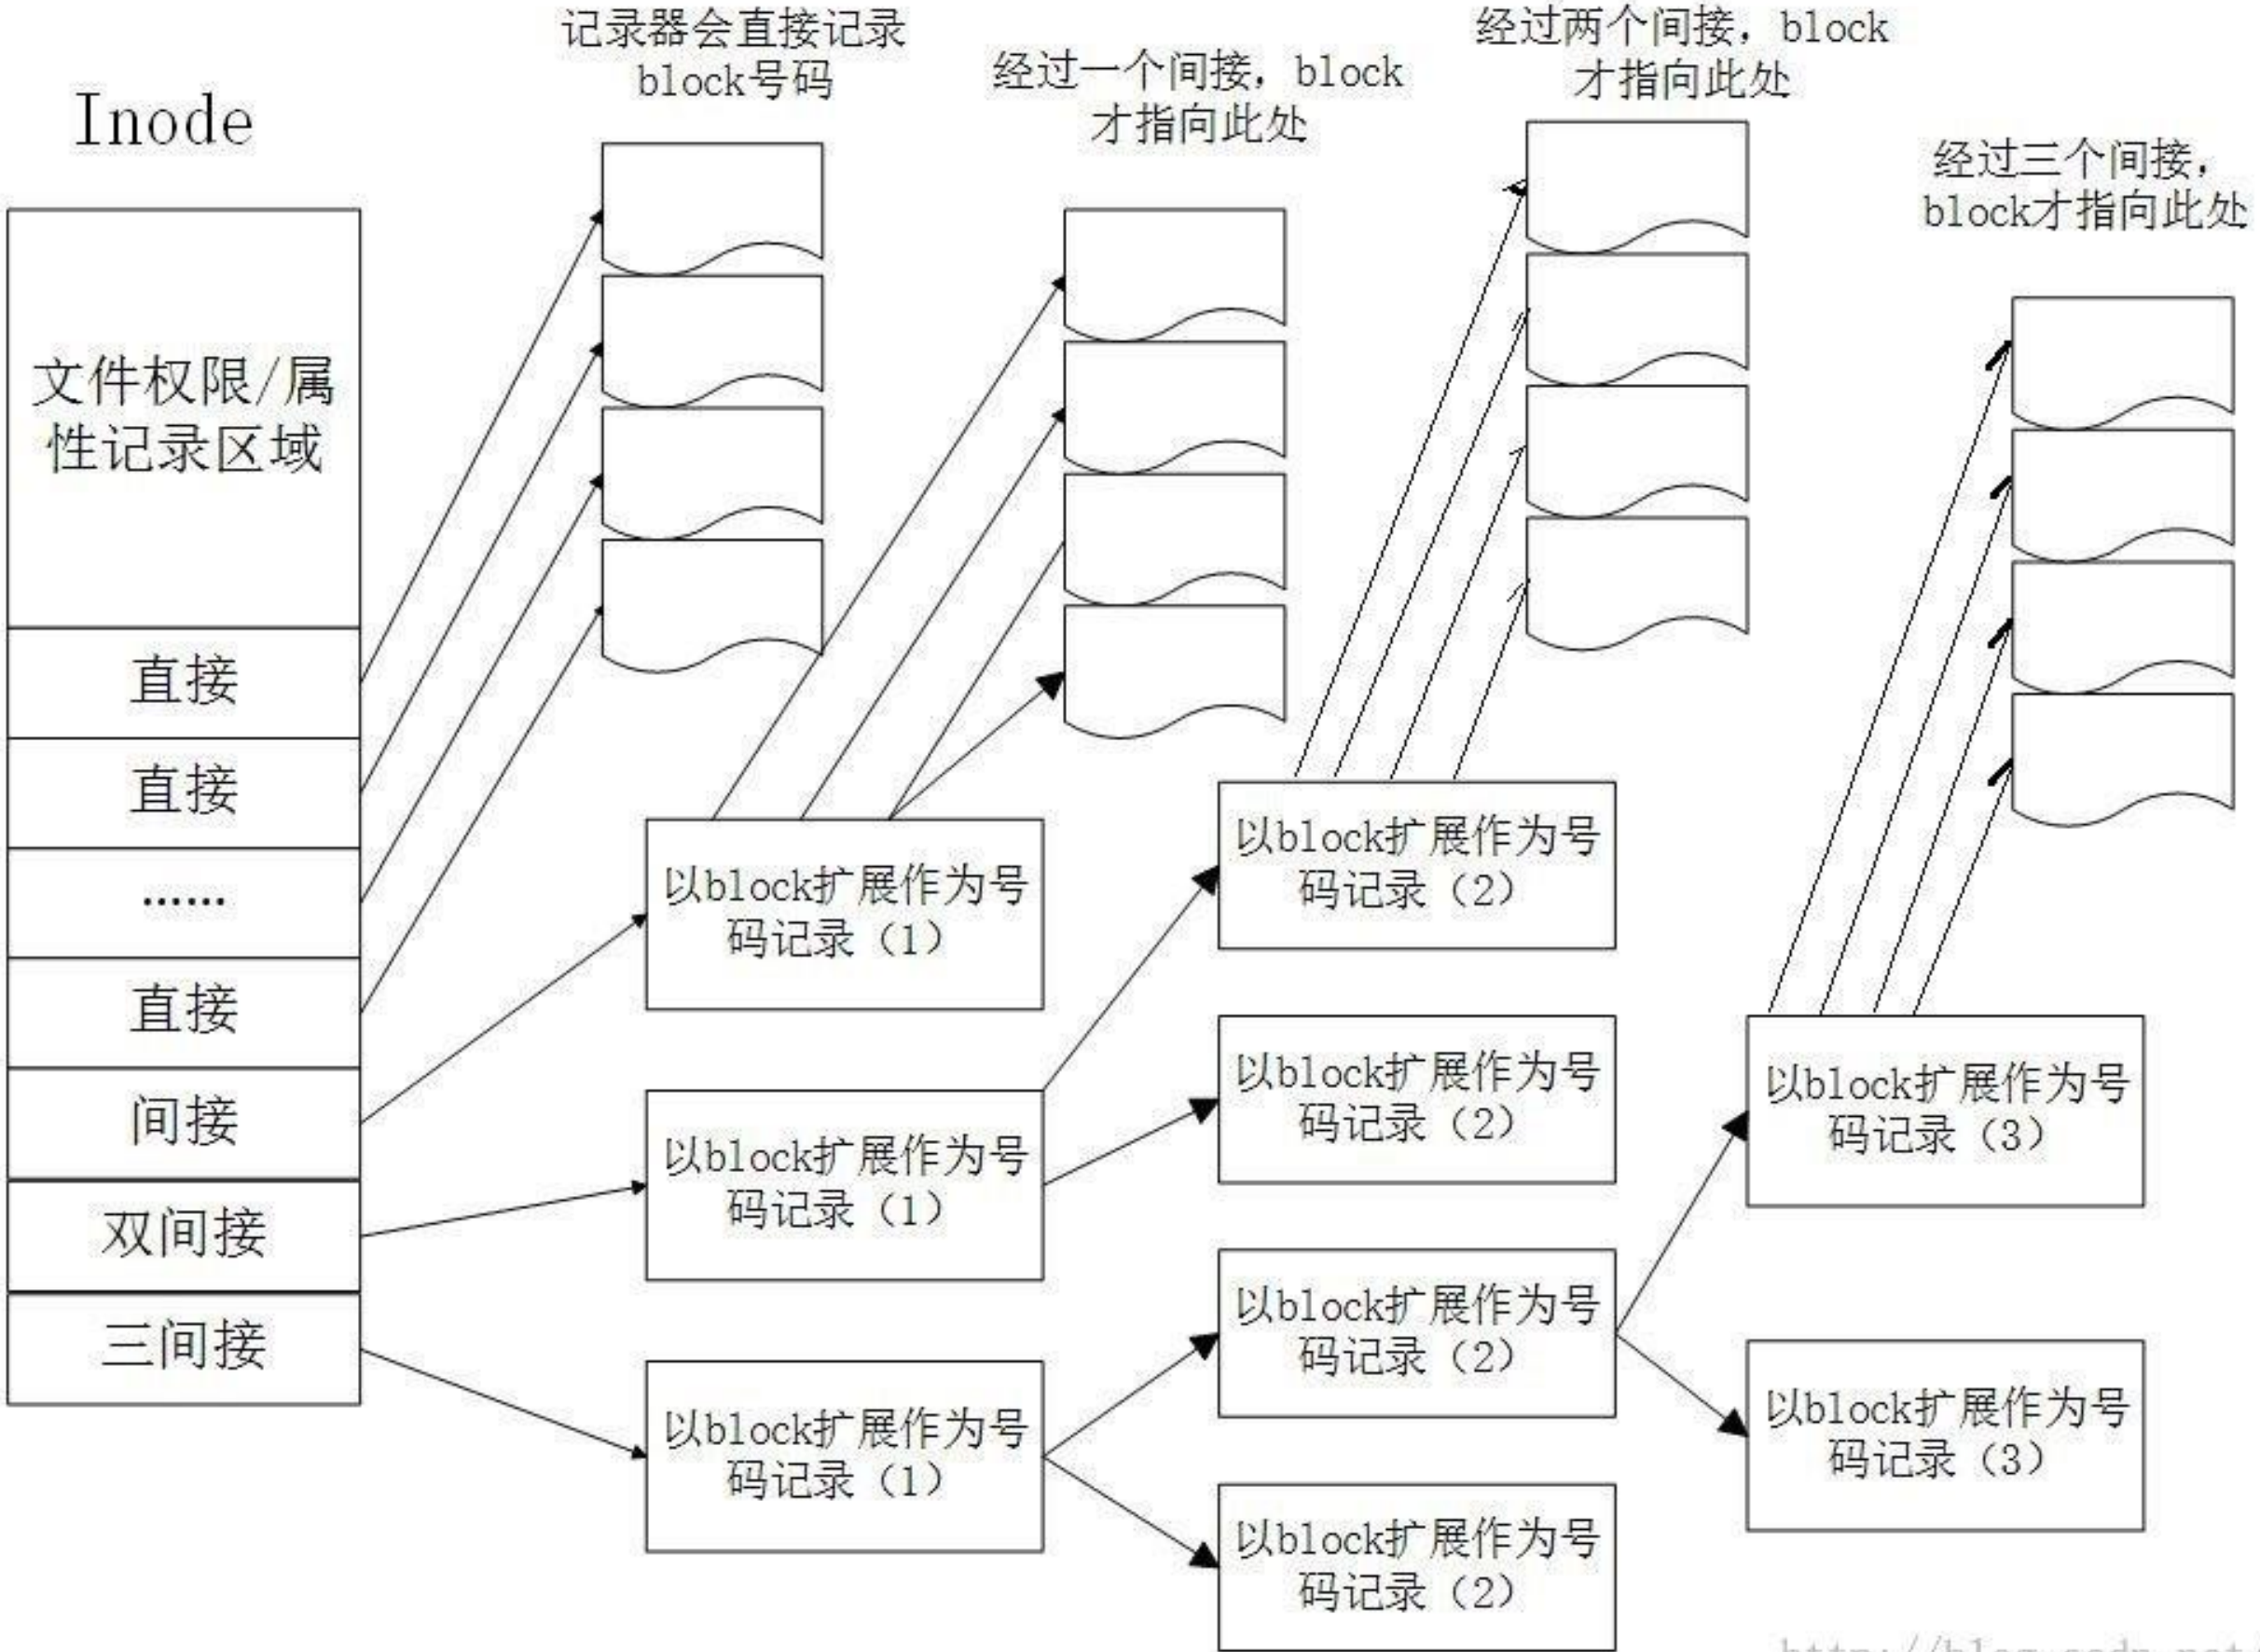 记录器会直接记录
block号码
经过一个间接，block
才指向此处
经过两个间接，block
才指向此处
经过三个间接，
block才指向此处
Inode
文件权限/属
性记录区域
直接
直接
……
直接
间接
双间接
三间接
以block扩展作为号
码记录（1）
以block扩展作为号
码记录（1）
以block扩展作为号
码记录（1）
以block扩展作为号
码记录（2）
以block扩展作为号
码记录（2）
以block扩展作为号
码记录（2）
以block扩展作为号
码记录（2）
以block扩展作为号
码记录（3）
以block扩展作为号
码记录（3）